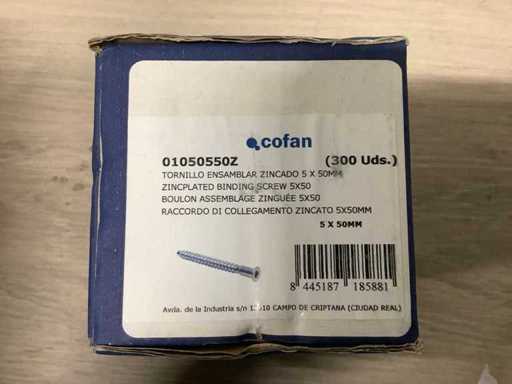 cofan
01050550Z (300 Uds.)
TORNILLO ENSAMBLAR ZINCADO 5 X 50MM
ZINCPLATED BINDING SCREW 5X50
BOULON ASSEMBLAGE ZINGUÉE 5X50
RACCORDO DI COLLEGAMENTO ZINCATO 5X50MM
5 X 50MM
8 445187 185881
Avda. de la Industria s/n 13610 CAMPO DE CRIPTANA (CIUDAD REAL)